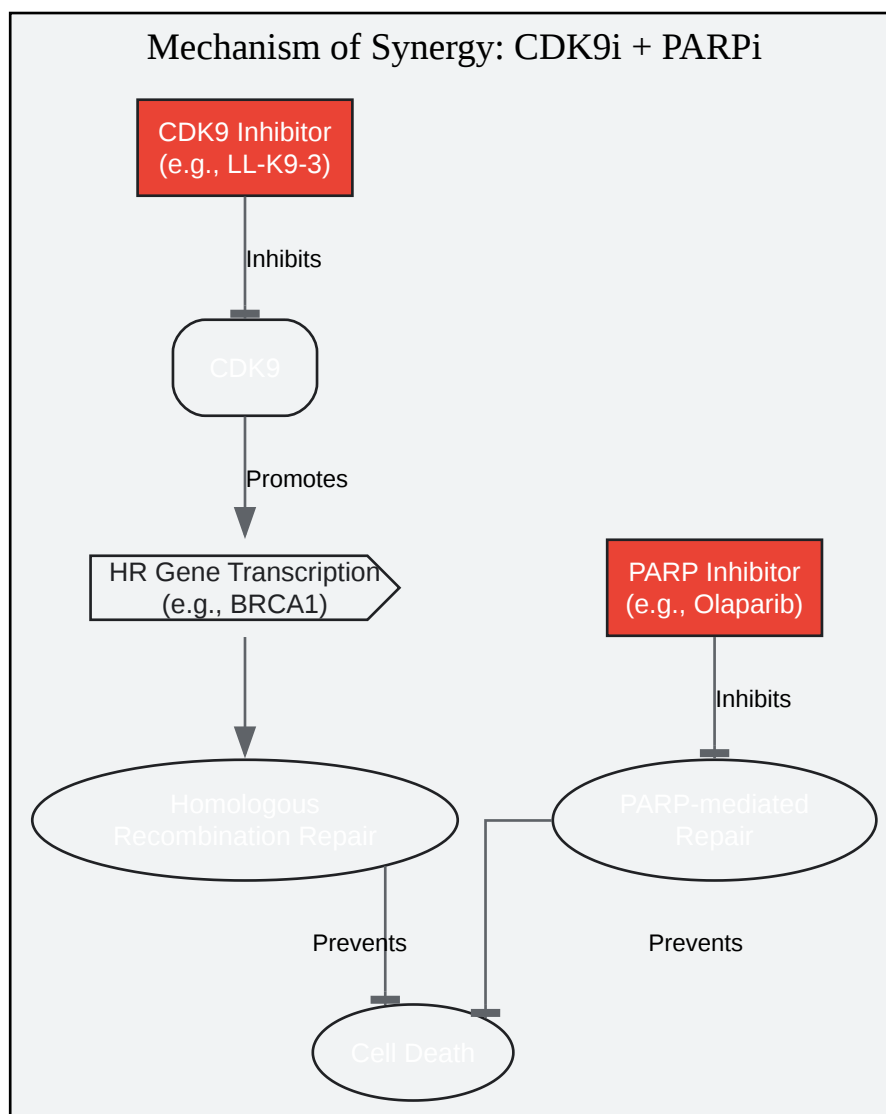 Mechanism of Synergy: CDK9i + PARPi
CDK9 Inhibitor
(e.g., LL-K9-3)
Inhibits
CDK9
Promotes
HR Gene Transcription
(e.g., BRCA1)
PARP Inhibitor
(e.g., Olaparib)
Inhibits
Homologous
Recombination Repair
PARP-mediated
Repair
Prevents
Prevents
Cell Death